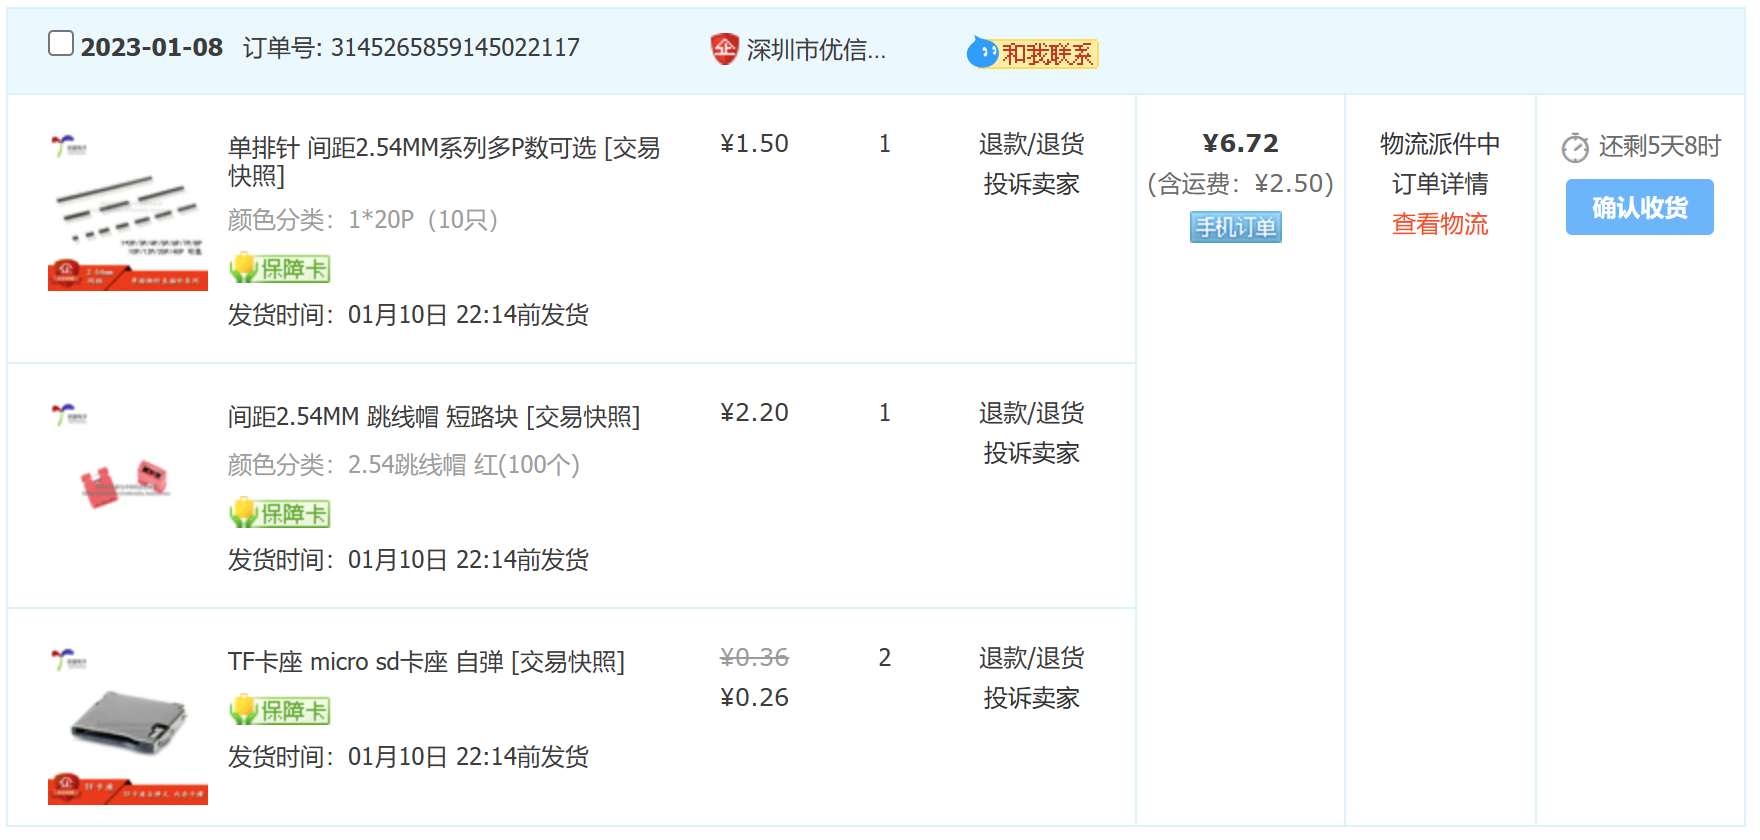 2023-01-08 订单号: 3145265859145022117 深圳市优信... 和我联系
单排针 间距2.54MM系列多P数可选 [交易
快照]
颜色分类：1*20P（10只）
保障卡
发货时间：01月10日 22:14前发货
¥1.50
1
退款/退货
投诉卖家
¥6.72
(含运费：¥2.50)
手机订单
物流派件中
订单详情
查看物流
还剩5天8时
确认收货
间距2.54MM 跳线帽 短路块 [交易快照]
颜色分类：2.54跳线帽 红(100个)
保障卡
发货时间：01月10日 22:14前发货
¥2.20
1
退款/退货
投诉卖家
TF卡座 micro sd卡座 自弹 [交易快照]
保障卡
发货时间：01月10日 22:14前发货
¥0.36
¥0.26
2
退款/退货
投诉卖家
TF卡座